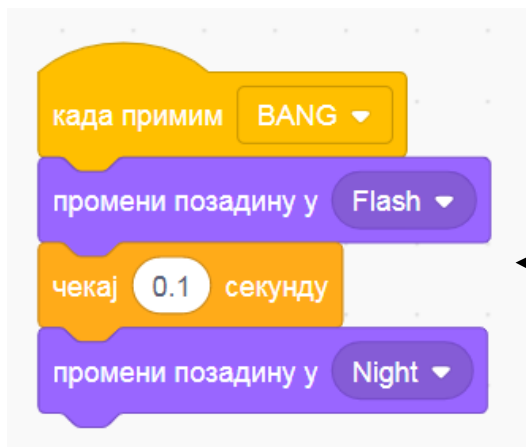 када примим BANG
промени позадину у Flash
чекај 0.1 секунду
промени позадину у Night